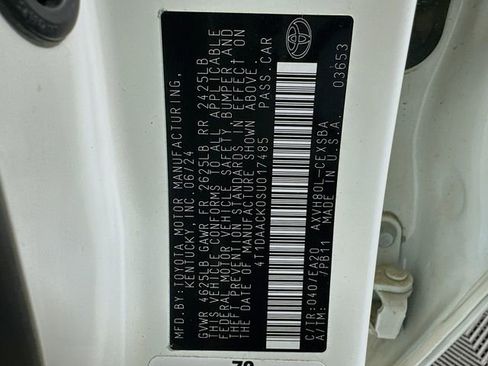 MFD.BY:TOYOTA MOTOR MANUFACTURING,
KENTUCKY, INC.06/24
GVWR 4625LB GAWR FR 2625LB RR 2425LB
THIS VEHICLE CONFORMS TO ALL APPLICABLE
FEDERAL MOTOR VEHICLE SAFETY, BUMPER, AND
THEFT PREVENTION STANDARDS IN EFFECT ON
THE DATE OF MANUFACTURE SHOWN ABOVE.
4T1DAACK0SU017485 PASS.CAR
C/TR:040/EA20 AXVH80L-CEXSBA
A/TM: /PB11 MADE IN U.S.A.
03653